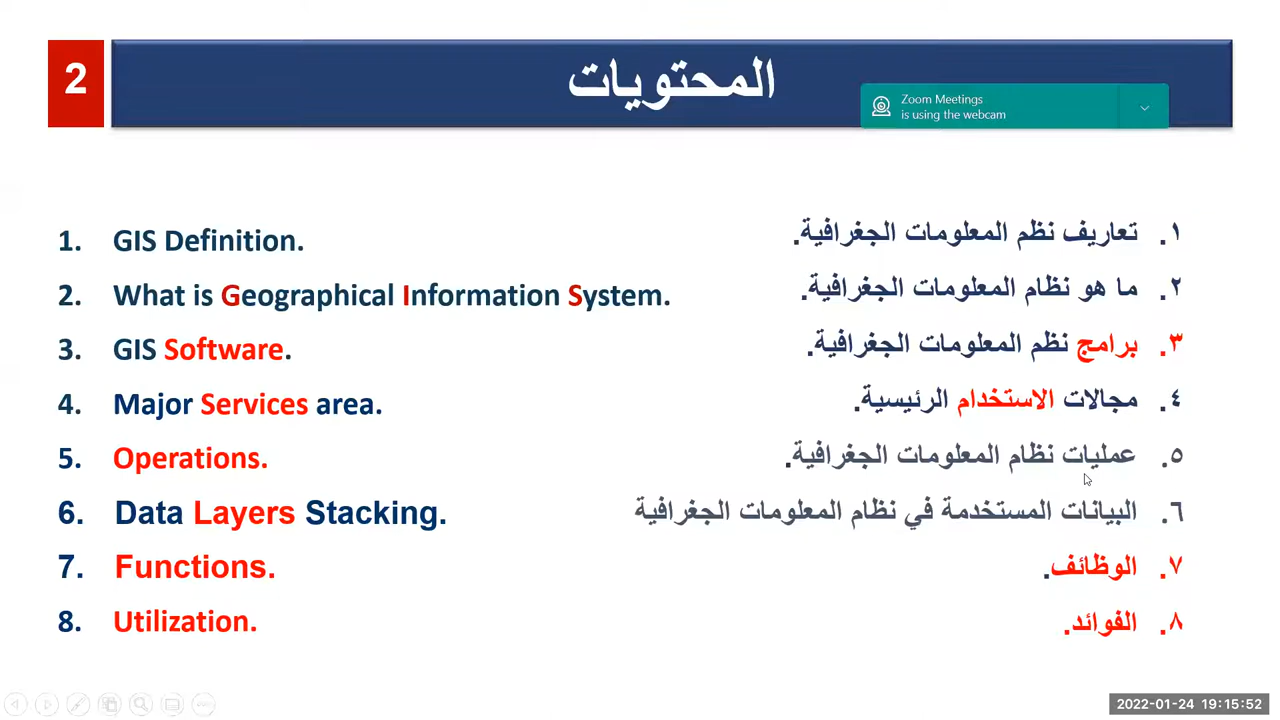 2
المحتويات
Zoom Meetings
is using the webcam
1. GIS Definition.
2. What is Geographical Information System.
3. GIS Software.
4. Major Services area.
5. Operations.
6. Data Layers Stacking.
7. Functions.
8. Utilization.
١. تعاريف نظم المعلومات الجغرافية.
٢. ما هو نظام المعلومات الجغرافية.
٣. برامج نظم المعلومات الجغرافية.
٤. مجالات الاستخدام الرئيسية.
٥. عمليات نظام المعلومات الجغرافية.
٦. البيانات المستخدمة في نظام المعلومات الجغرافية
٧. الوظائف.
٨. الفوائد.
2022-01-24 19:15:52